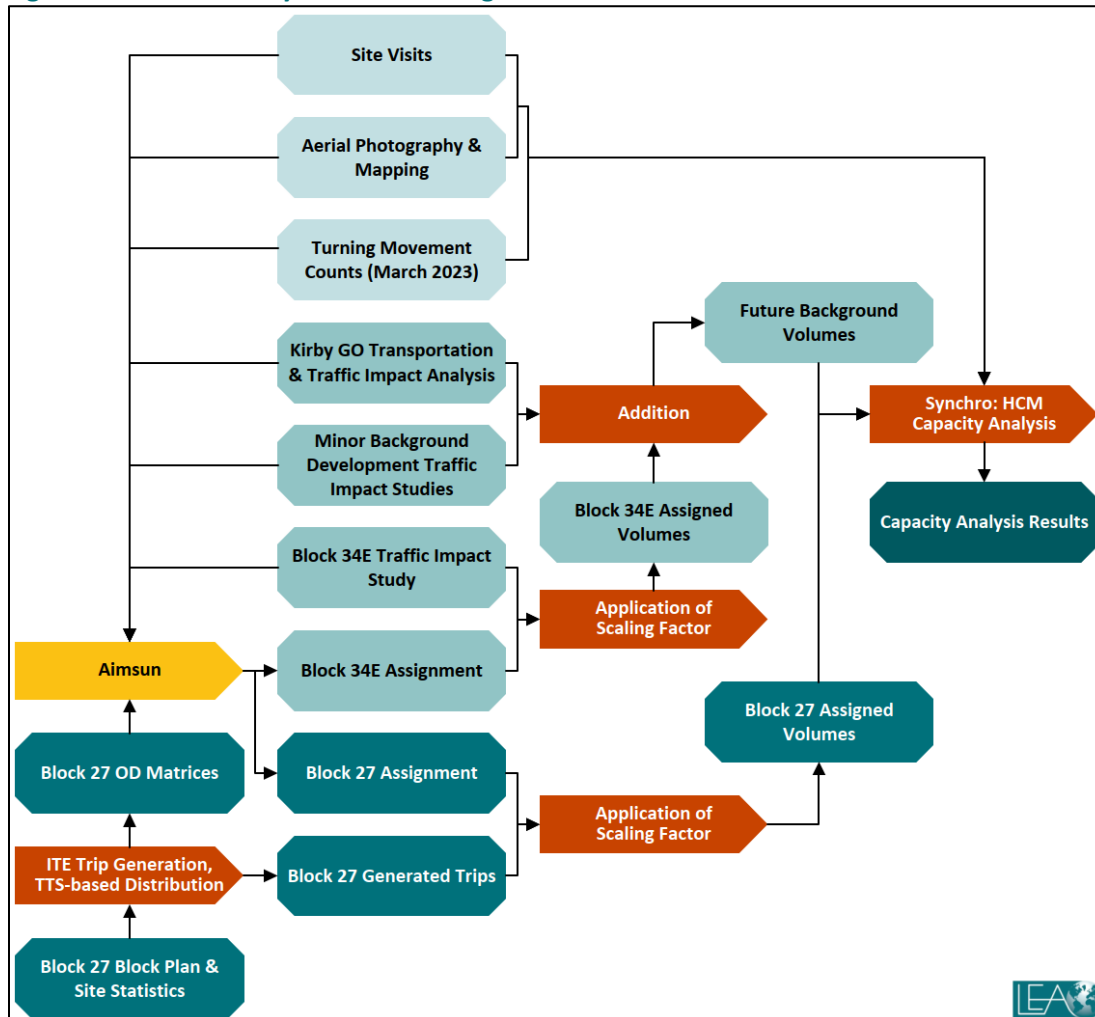 Site Visits
Aerial Photography &
Mapping
Turning Movement
Counts (March 2023)
Kirby GO Transportation
& Traffic Impact Analysis
Minor Background
Development Traffic
Impact Studies
Block 34E Traffic Impact
Study
Block 34E Assignment
Block 27 Assignment
Block 27 Generated Trips
Aimsun
Block 27 OD Matrices
ITE Trip Generation,
TTS-based Distribution
Block 27 Block Plan &
Site Statistics
Addition
Block 34E Assigned
Volumes
Application of
Scaling Factor
Application of
Scaling Factor
Future Background
Volumes
Block 27 Assigned
Volumes
Synchro: HCM
Capacity Analysis
Capacity Analysis Results
LEA